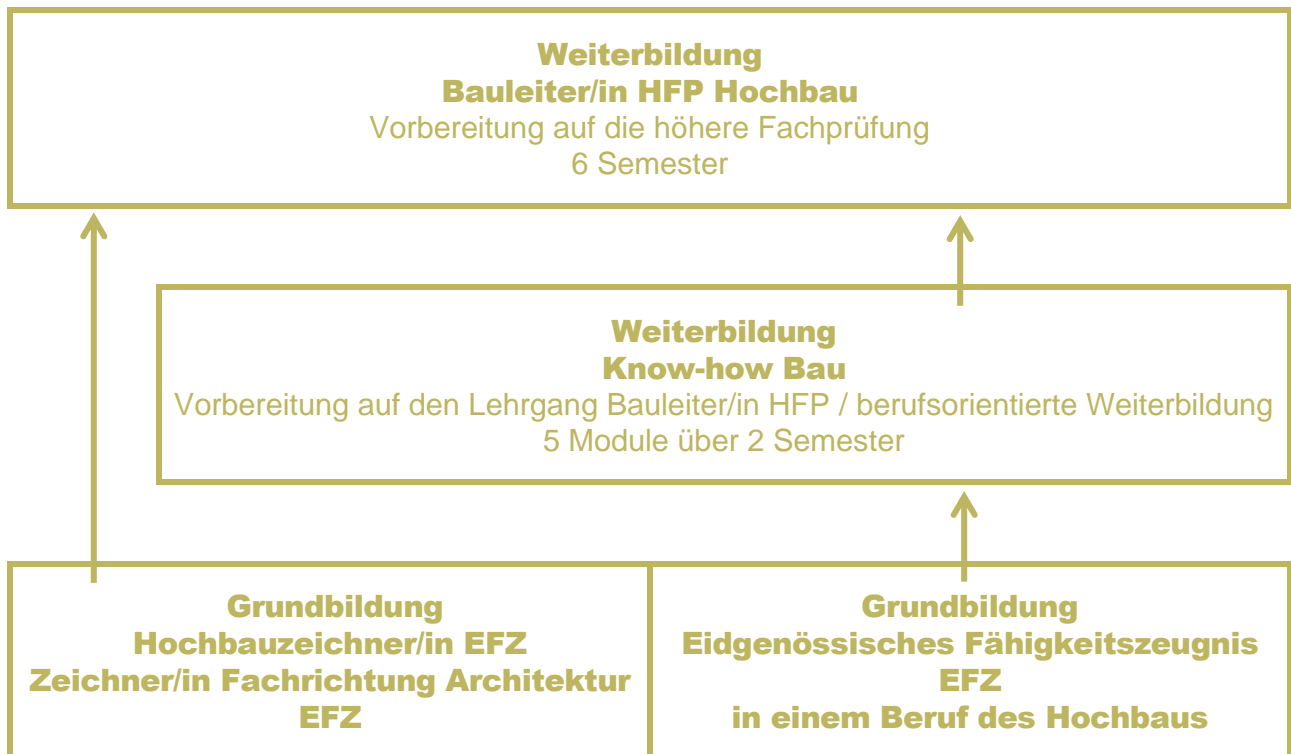 Weiterbildung
Bauleiter/in HFP Hochbau
Vorbereitung auf die höhere Fachprüfung
6 Semester
Weiterbildung
Know-how Bau
Vorbereitung auf den Lehrgang Bauleiter/in HFP / berufsorientierte Weiterbildung
5 Module über 2 Semester
Grundbildung
Hochbauzeichner/in EFZ
Zeichner/in Fachrichtung Architektur
EFZ
Grundbildung
Eidgenössisches Fähigkeitszeugnis
EFZ
in einem Beruf des Hochbaus